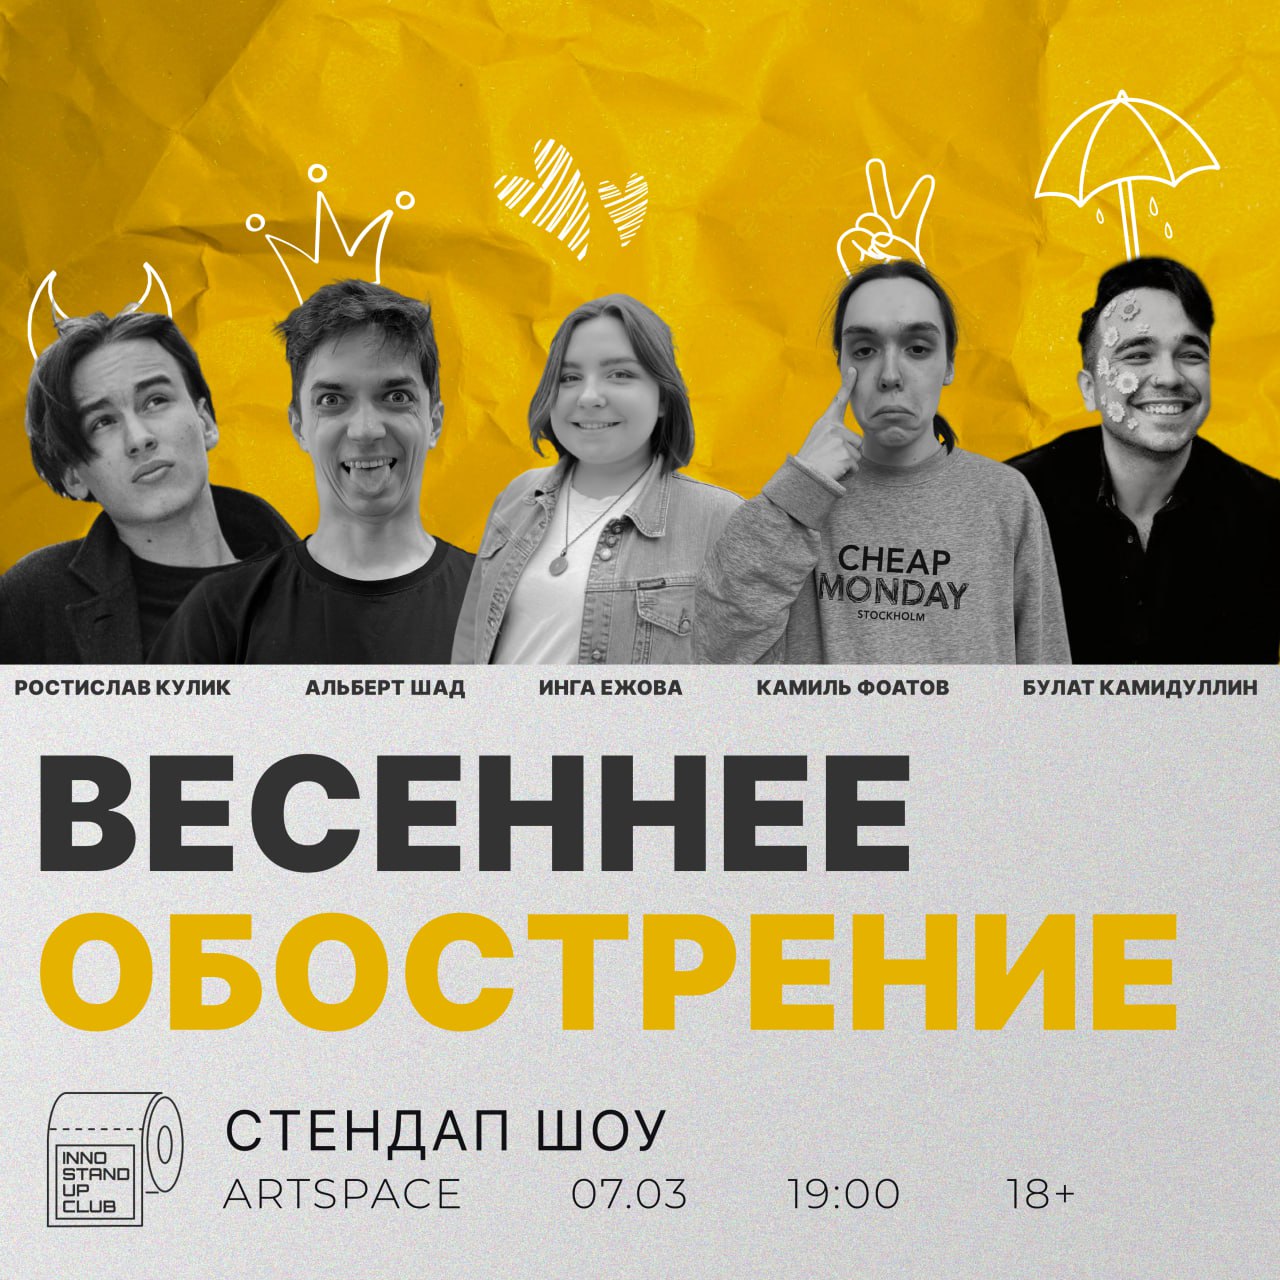 CHEAP
MONDAY
STOCKHOLM
РОСТИСЛАВ КУЛИК АЛЬБЕРТ ШАД ИНГА ЕЖОВА КАМИЛЬ ФОАТОВ БУЛАТ КАМИДУЛЛИН
ВЕСЕННЕЕ
ОБОСТРЕНИЕ
INNO
STAND
UP
CLUB
СТЕНДАП ШОУ
ARTSPACE 07.03 19:00 18+